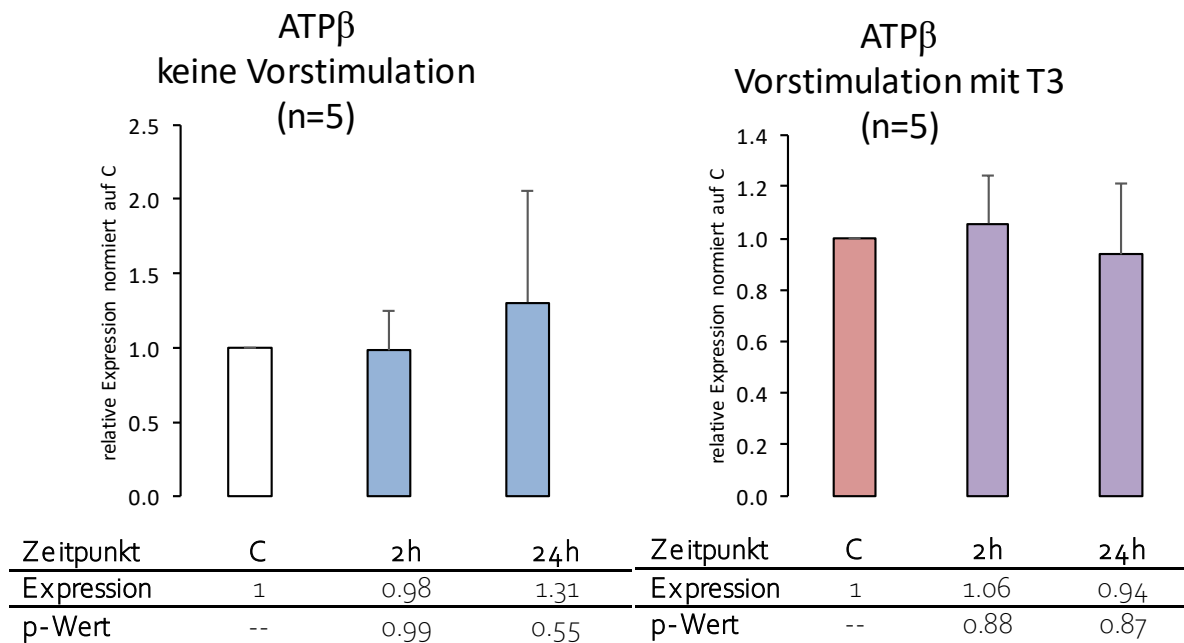 ATPβ
keine Vorstimulation
(n=5)
relative Expression normiert auf C
2.5
2.0
1.5
1.0
0.5
0.0
Zeitpunkt C 2h 24h
Expression 1 0.98 1.31
p-Wert -- 0.99 0.55
ATPβ
Vorstimulation mit T3
(n=5)
relative Expression normiert auf C
1.4
1.2
1.0
0.8
0.6
0.4
0.2
0.0
Zeitpunkt C 2h 24h
Expression 1 1.06 0.94
p-Wert -- 0.88 0.87